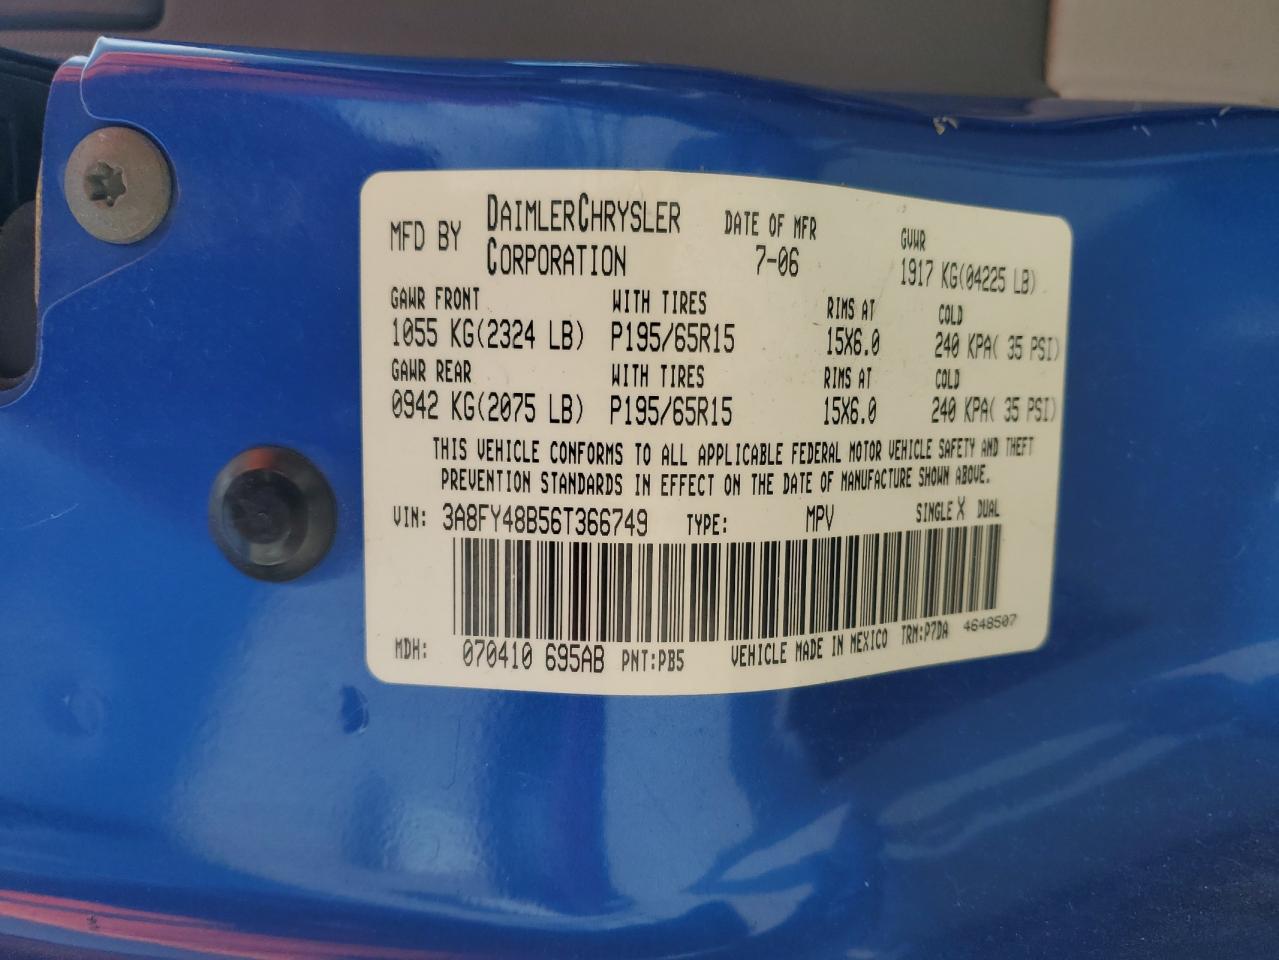 MFD BY DAIMLERCHRYSLER CORPORATION DATE OF MFR 7-06 GVWR 1917 KG(04225 LB)
GAWR FRONT WITH TIRES RIMS AT COLD
1055 KG(2324 LB) P195/65R15 15X6.0 240 KPA( 35 PSI)
GAWR REAR WITH TIRES RIMS AT COLD
0942 KG(2075 LB) P195/65R15 15X6.0 240 KPA( 35 PSI)
THIS VEHICLE CONFORMS TO ALL APPLICABLE FEDERAL MOTOR VEHICLE SAFETY AND THEFT
PREVENTION STANDARDS IN EFFECT ON THE DATE OF MANUFACTURE SHOWN ABOVE.
VIN: 3A8FY48B56T366749 TYPE: MPV SINGLE X DUAL
MDH: 070410 695AB PNT:PB5 VEHICLE MADE IN MEXICO TRM:P7DA 4648507